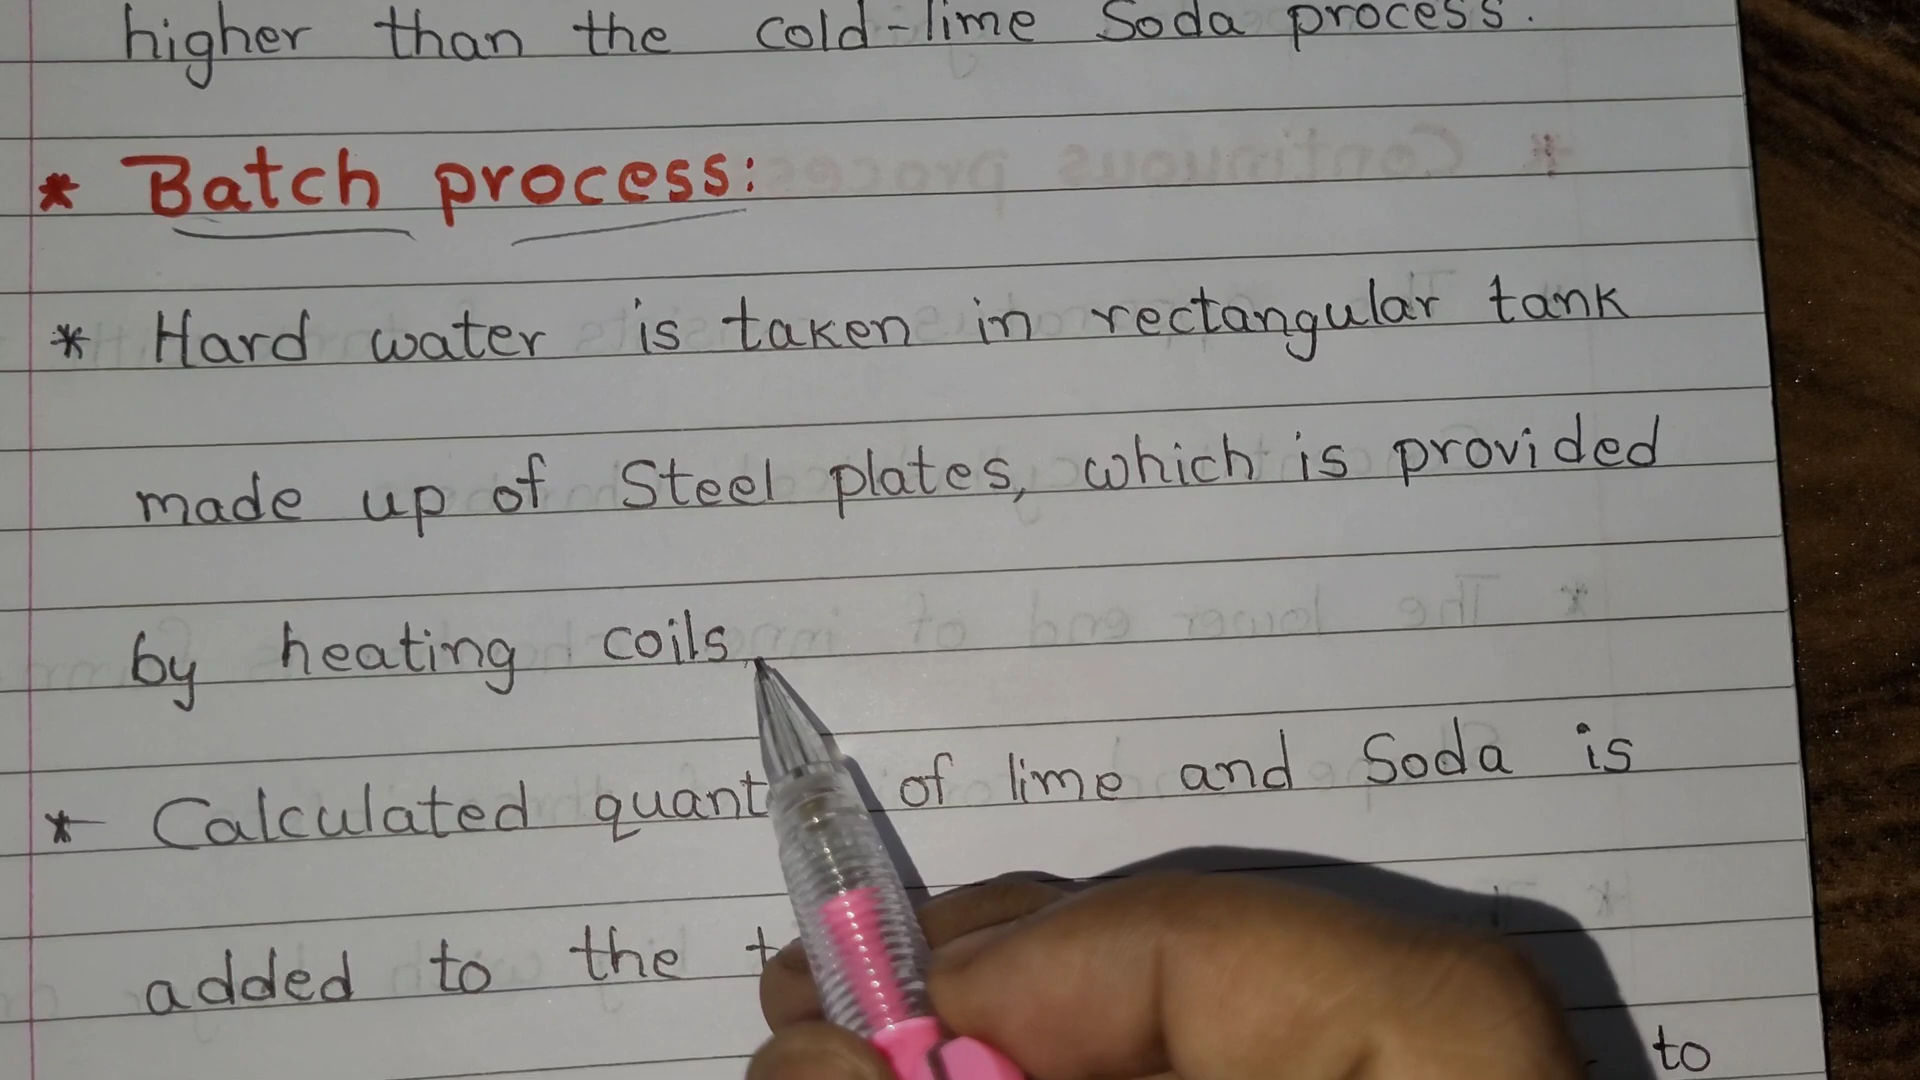 higher than the cold-lime Soda process.
* Batch process:
* Hard water is taken in rectangular tank
made up of Steel plates, which is provided
by heating coils
* Calculated of lime and Soda is
added to the
to